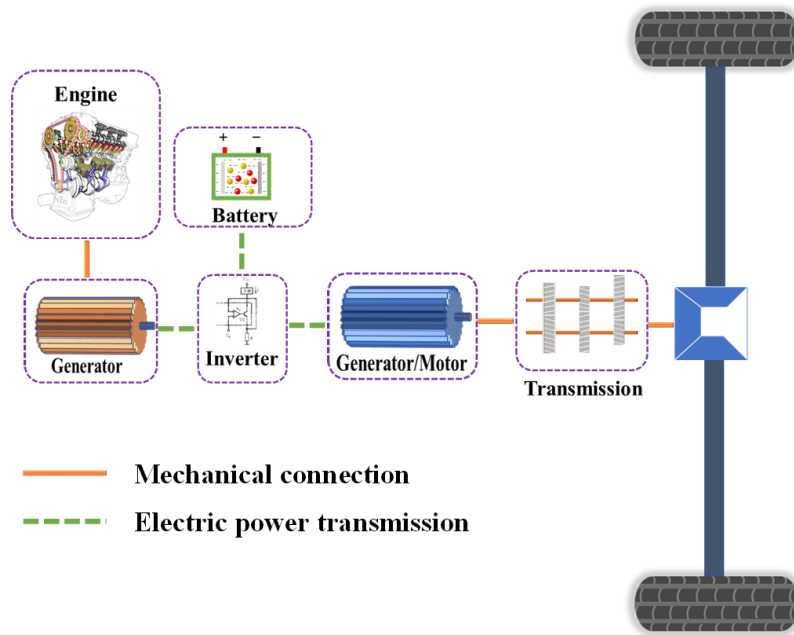 Engine
+ −
Battery
Generator
Inverter
Generator/Motor
Transmission
Mechanical connection
Electric power transmission